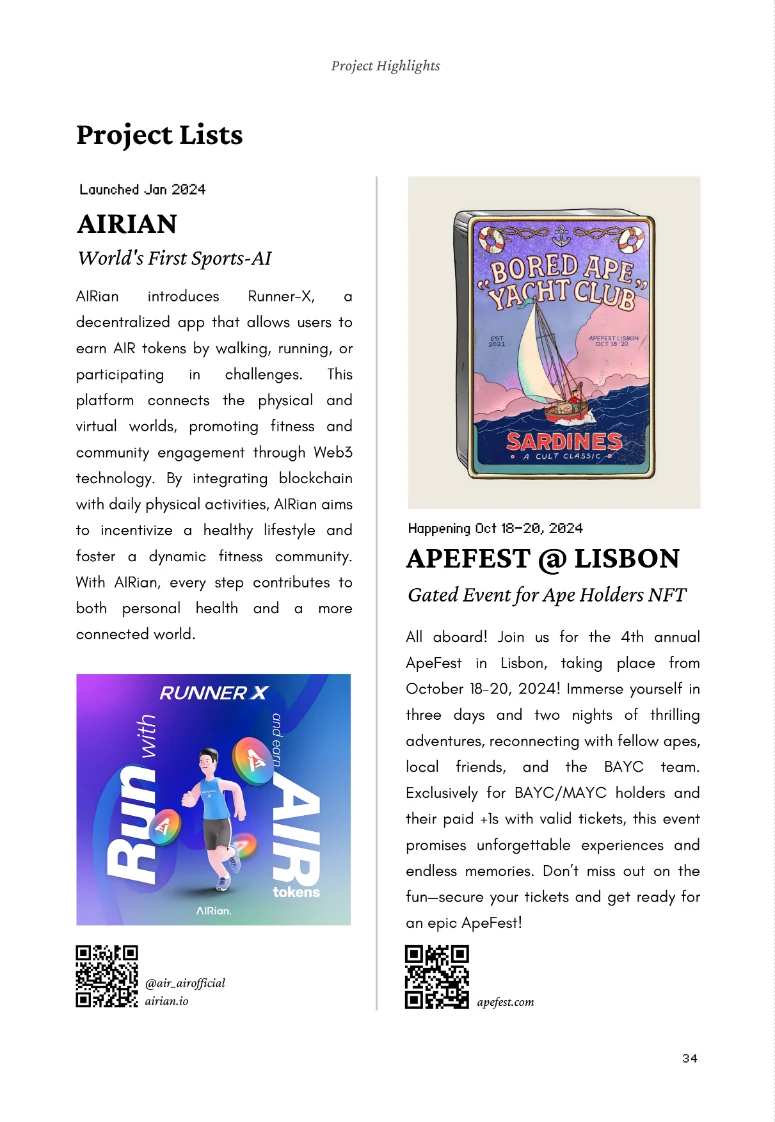 Project Highlights
Project Lists
Launched Jan 2024
AIRIAN
World's First Sports-AI
AIRian introduces Runner-X, a
decentralized app that allows users to
earn AIR tokens by walking, running, or
participating in challenges. This
platform connects the physical and
virtual worlds, promoting fitness and
community engagement through Web3
technology. By integrating blockchain
with daily physical activities, AIRian aims
to incentivize a healthy lifestyle and
foster a dynamic fitness community.
With AIRian, every step contributes to
both personal health and a more
connected world.
RUNNER X
Run with
and earn
AIR
tokens
AIRian.
@air_airofficial
airian.io
"BORED APE
YACHT CLUB"
EST
2021
APEFEST LISBON
OCT 18-20
SARDINES
A CULT CLASSIC
Happening Oct 18-20, 2024
APEFEST @ LISBON
Gated Event for Ape Holders NFT
All aboard! Join us for the 4th annual
ApeFest in Lisbon, taking place from
October 18-20, 2024! Immerse yourself in
three days and two nights of thrilling
adventures, reconnecting with fellow apes,
local friends, and the BAYC team.
Exclusively for BAYC/MAYC holders and
their paid +1s with valid tickets, this event
promises unforgettable experiences and
endless memories. Don't miss out on the
fun—secure your tickets and get ready for
an epic ApeFest!
apefest.com
34